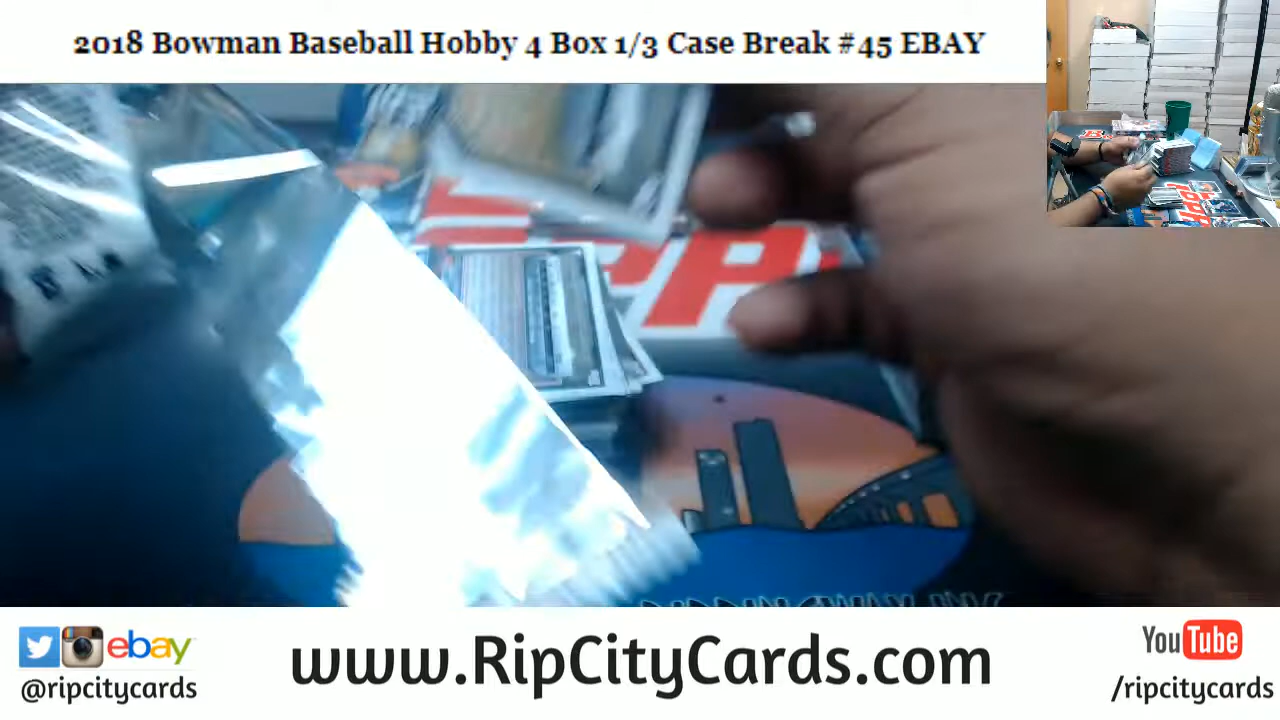 2018 Bowman Baseball Hobby 4 Box 1/3 Case Break #45 EBAY
ebay
@ripcitycards
www.RipCityCards.com
YouTube
/ripcitycards